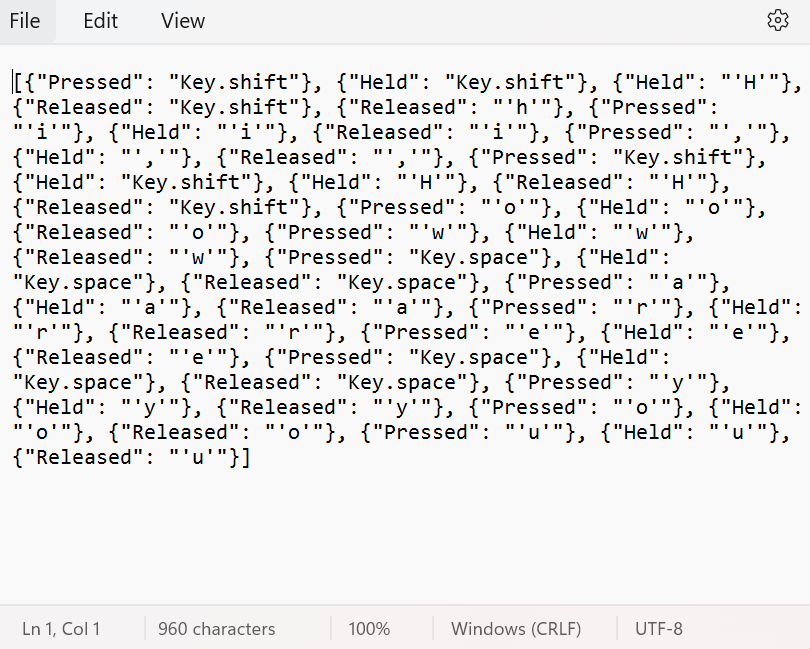 File Edit View
[{"Pressed": "Key.shift"}, {"Held": "Key.shift"}, {"Held": "'H'"},
{"Released": "Key.shift"}, {"Released": "'h'"}, {"Pressed":
"'i'"}, {"Held": "'i'"}, {"Released": "'i'"}, {"Pressed": "','"},
{"Held": "','"}, {"Released": "','"}, {"Pressed": "Key.shift"},
{"Held": "Key.shift"}, {"Held": "'H'"}, {"Released": "'H'"},
{"Released": "Key.shift"}, {"Pressed": "'o'"}, {"Held": "'o'"},
{"Released": "'o'"}, {"Pressed": "'w'"}, {"Held": "'w'"},
{"Released": "'w'"}, {"Pressed": "Key.space"}, {"Held":
"Key.space"}, {"Released": "Key.space"}, {"Pressed": "'a'"},
{"Held": "'a'"}, {"Released": "'a'"}, {"Pressed": "'r'"}, {"Held":
"'r'"}, {"Released": "'r'"}, {"Pressed": "'e'"}, {"Held": "'e'"},
{"Released": "'e'"}, {"Pressed": "Key.space"}, {"Held":
"Key.space"}, {"Released": "Key.space"}, {"Pressed": "'y'"},
{"Held": "'y'"}, {"Released": "'y'"}, {"Pressed": "'o'"}, {"Held":
"'o'"}, {"Released": "'o'"}, {"Pressed": "'u'"}, {"Held": "'u'"},
{"Released": "'u'"}]
Ln 1, Col 1 960 characters 100% Windows (CRLF) UTF-8